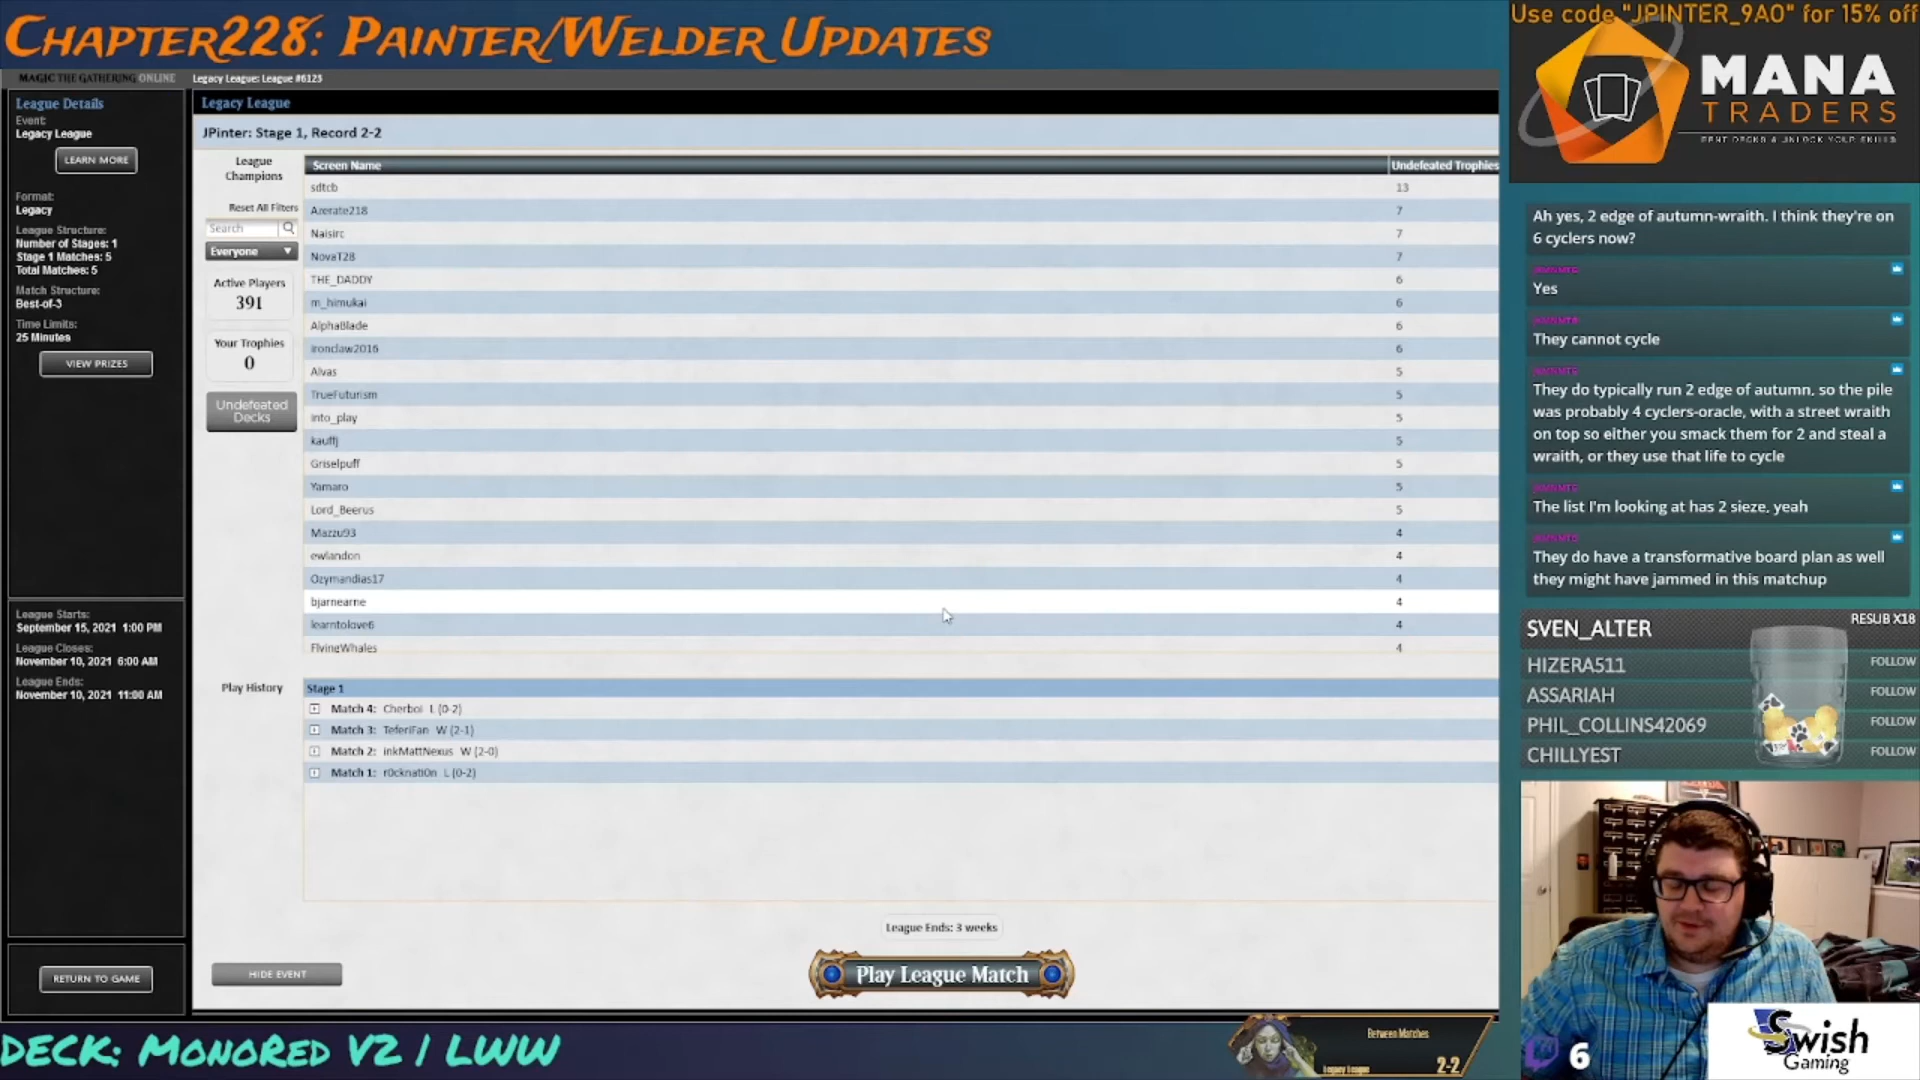 Chapter228: Painter/Welder Updates
Use code "JPINTER_9AO" for 15% off
MANA
TRADERS
RENT DECKS & UNLOCK YOUR SKILLS
MAGIC THE GATHERING ONLINE
Legacy League: League #6123
League Details
Event:
Legacy League
LEARN MORE
Format:
Legacy
League Structure:
Number of Stages: 1
Stage 1 Matches: 5
Total Matches: 5
Match Structure:
Best-of-3
Time Limits:
25 Minutes
VIEW PRIZES
League Starts:
September 15, 2021 1:00 PM
League Closes:
November 10, 2021 6:00 AM
League Ends:
November 10, 2021 11:00 AM
RETURN TO GAME
Legacy League
JPinter: Stage 1, Record 2-2
League
Champions
Reset All Filters
Search
Everyone
Active Players
391
Your Trophies
0
Undefeated
Decks
Screen Name Undefeated Trophies
sdtcb 13
Azerate218 7
Naisirc 7
NovaT28 7
THE_DADDY 6
m_himukai 6
AlphaBlade 6
ironclaw2016 6
Alvas 5
TrueFuturism 5
into_play 5
kauffj 5
Griselpuff 5
Yamaro 5
Lord_Beerus 5
Mazzu93 4
ewlandon 4
Ozymandias17 4
bjarnearne 4
learntolove6 4
FlyingWhales 4
Play History
Stage 1
Match 4: Cherboi L (0-2)
Match 3: TeferiFan W (2-1)
Match 2: inkMattNexus W (2-0)
Match 1: r0cknati0n L (0-2)
League Ends: 3 weeks
HIDE EVENT
Play League Match
Ah yes, 2 edge of autumn-wraith. I think they're on
6 cyclers now?
Yes
They cannot cycle
They do typically run 2 edge of autumn, so the pile
was probably 4 cyclers-oracle, with a street wraith
on top so either you smack them for 2 and steal a
wraith, or they use that life to cycle
The list I'm looking at has 2 sieze, yeah
They do have a transformative board plan as well
they might have jammed in this matchup
SVEN_ALTER RESUB X18
HIZERA511 FOLLOW
ASSARIAH FOLLOW
PHIL_COLLINS42069 FOLLOW
CHILLYEST FOLLOW
DECK: MonoRed V2 | LWW
Between Matches
Legacy League
2-2
6
Swish
Gaming